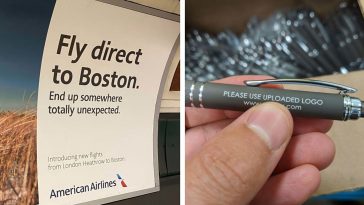 Fly direct
to Boston.
End up somewhere
totally unexpected.
Introducing new flights
from London Heathrow to Boston.
American Airlines
PLEASE USE UPLOADED LOGO